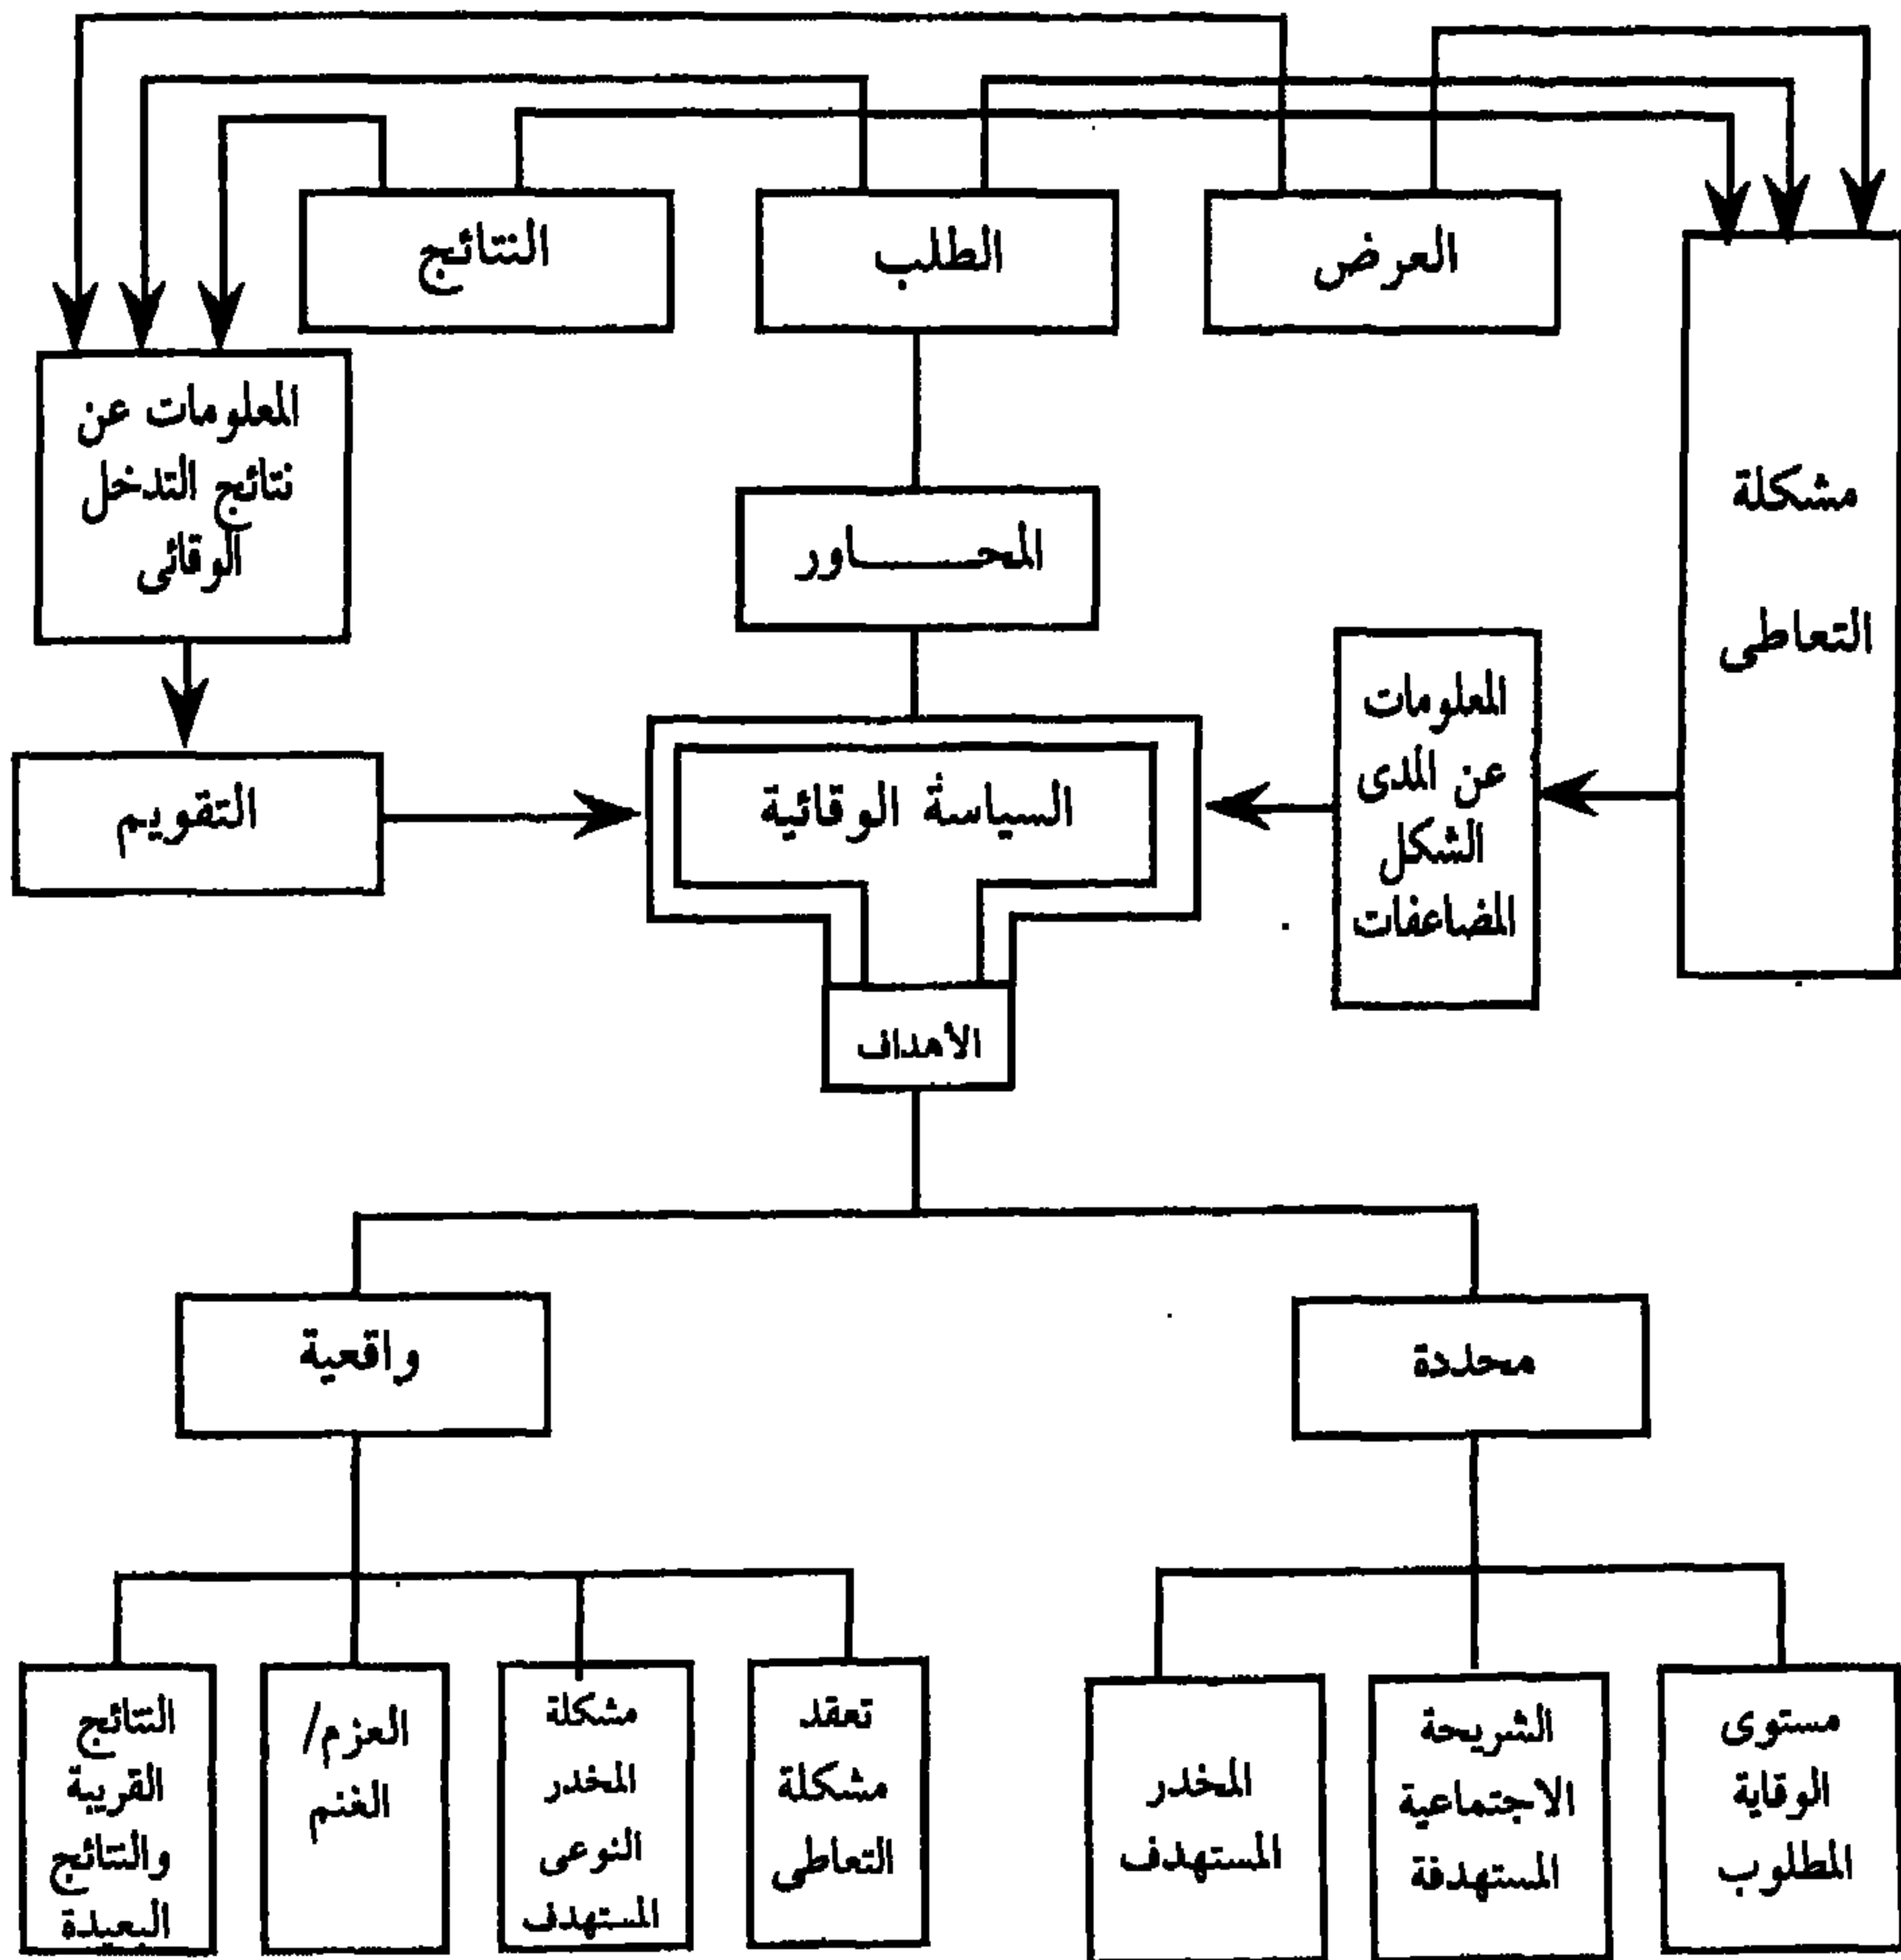 العرض
الطلب
النتائج
مشكلة
التعاطى
المعلومات عن
نتائج التدخل
الوقائى
المحاور
المعلومات
عن المدى
الشكل
المضاعفات
السياسة الوقائية
التقويم
الأهداف
محددة
واقعية
مستوى
الوقاية
المطلوب
الشريحة
الاجتماعية
المستهدفة
المخدر
المستهدف
تعقد
مشكلة
التعاطى
مشكلة
المخدر
النوعى
المستهدف
العزم/
الغنم
النتائج
القريبة
والنتائج
البعيدة